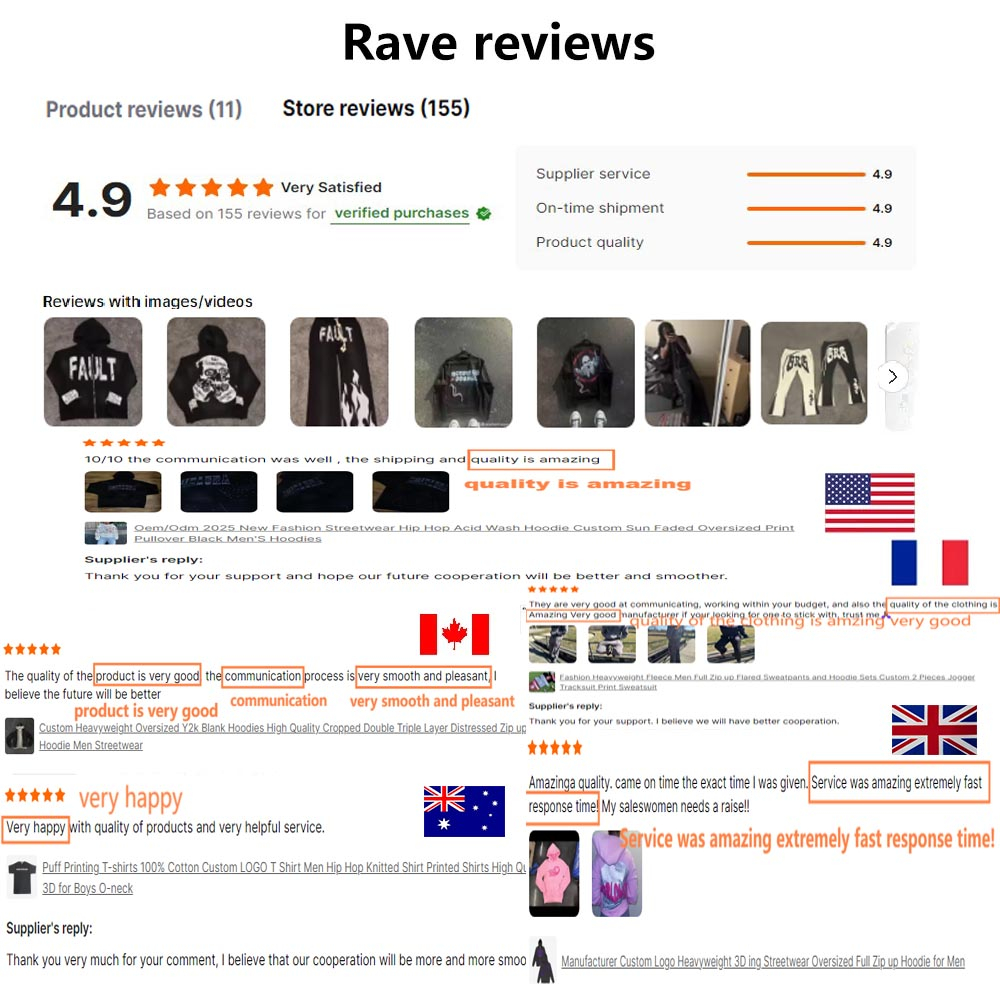 Rave reviews
Product reviews (11)
Store reviews (155)
4.9
Very Satisfied
Based on 155 reviews for verified purchases
Supplier service 4.9
On-time shipment 4.9
Product quality 4.9
Reviews with images/videos
FAULT
FAULT
10/10 the communication was well , the shipping and quality is amazing
quality is amazing
Oem/Odm 2025 New Fashion Streetwear Hip Hop Acid Wash Hoodie Custom Sun Faded Oversized Print
Pullover Black Men'S Hoodies
Supplier's reply:
Thank you for your support and hope our future cooperation will be better and smoother.
They are very good at communicating, working within your budget, and also the quality of the clothing is
Amazing Very good manufacturer if your looking for one to stick with, trust me
quality of the clothing is amzing very good
Fashion Heavyweight Fleece Men Full Zip up Flared Sweatpants and Hoodie Sets Custom 2 Pieces Jogger
Tracksuit Print Sweatsuit
Supplier's reply:
Thank you for your support. I believe we will have better cooperation.
The quality of the product is very good, the communication process is very smooth and pleasant, I
believe the future will be better
product is very good
communication
very smooth and pleasant
Custom Heavyweight Oversized Y2k Blank Hoodies High Quality Cropped Double Triple Layer Distressed Zip up
Hoodie Men Streetwear
Amazinga quality. came on time the exact time I was given. Service was amazing extremely fast
response time! My saleswomen needs a raise!!
Service was amazing extremely fast response time!
Manufacturer Custom Logo Heavyweight 3D ing Streetwear Oversized Full Zip up Hoodie for Men
very happy
Very happy with quality of products and very helpful service.
Puff Printing T-shirts 100% Cotton Custom LOGO T Shirt Men Hip Hop Knitted Shirt Printed Shirts High Qu
3D for Boys O-neck
Supplier's reply:
Thank you very much for your comment, I believe that our cooperation will be more and more smoo